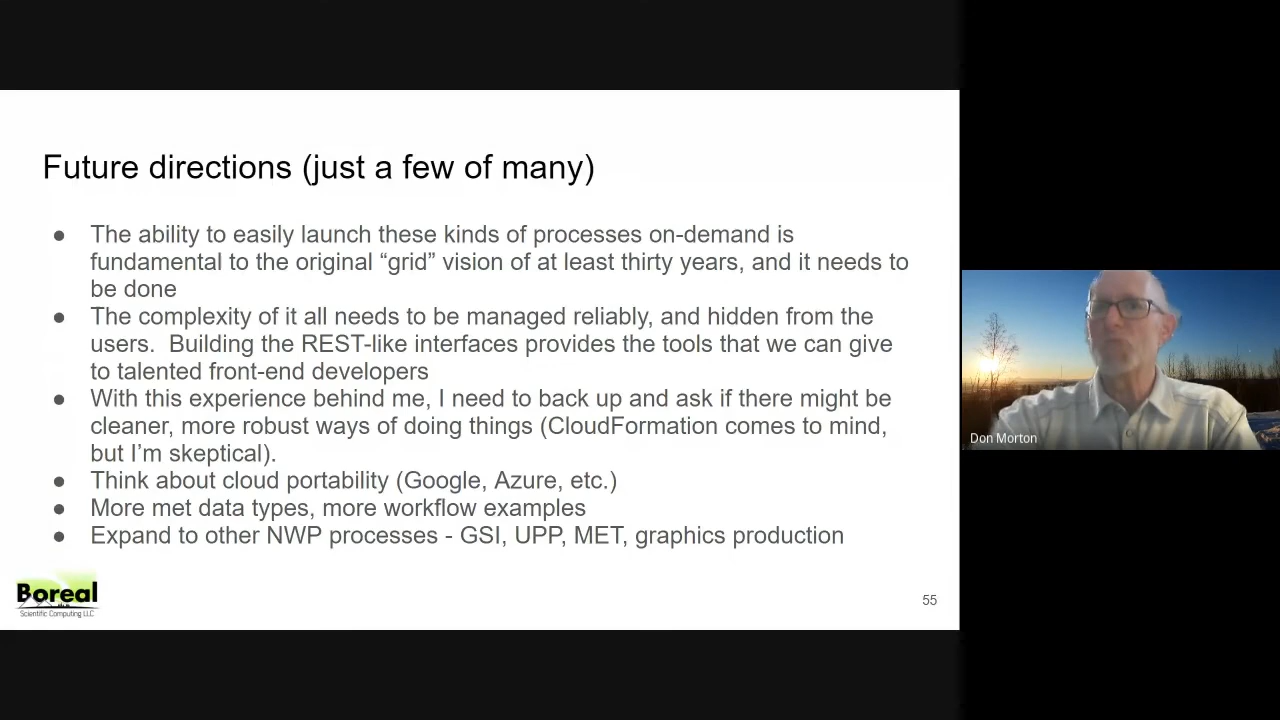 Future directions (just a few of many)
● The ability to easily launch these kinds of processes on-demand is
fundamental to the original “grid” vision of at least thirty years, and it needs to
be done
● The complexity of it all needs to be managed reliably, and hidden from the
users.  Building the REST-like interfaces provides the tools that we can give
to talented front-end developers
● With this experience behind me, I need to back up and ask if there might be
cleaner, more robust ways of doing things (CloudFormation comes to mind,
but I’m skeptical).
● Think about cloud portability (Google, Azure, etc.)
● More met data types, more workflow examples
● Expand to other NWP processes - GSI, UPP, MET, graphics production
Boreal
Scientific Computing LLC
55
Don Morton